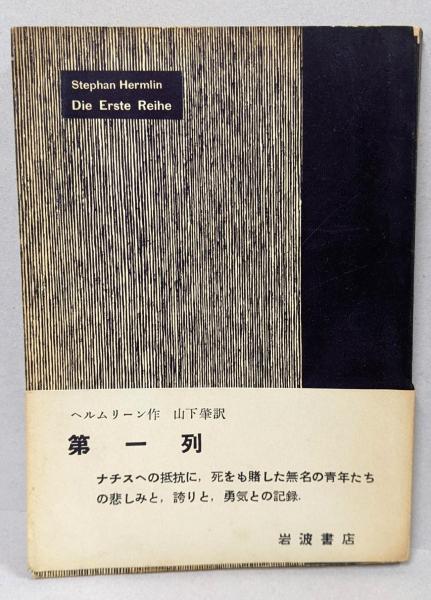 Stephan Hermlin
Die Erste Reihe
ヘルムリーン作　山下肇訳
第一列
ナチスへの抵抗に，死をも賭した無名の青年たち
の悲しみと，誇りと，勇気との記録．
岩波書店